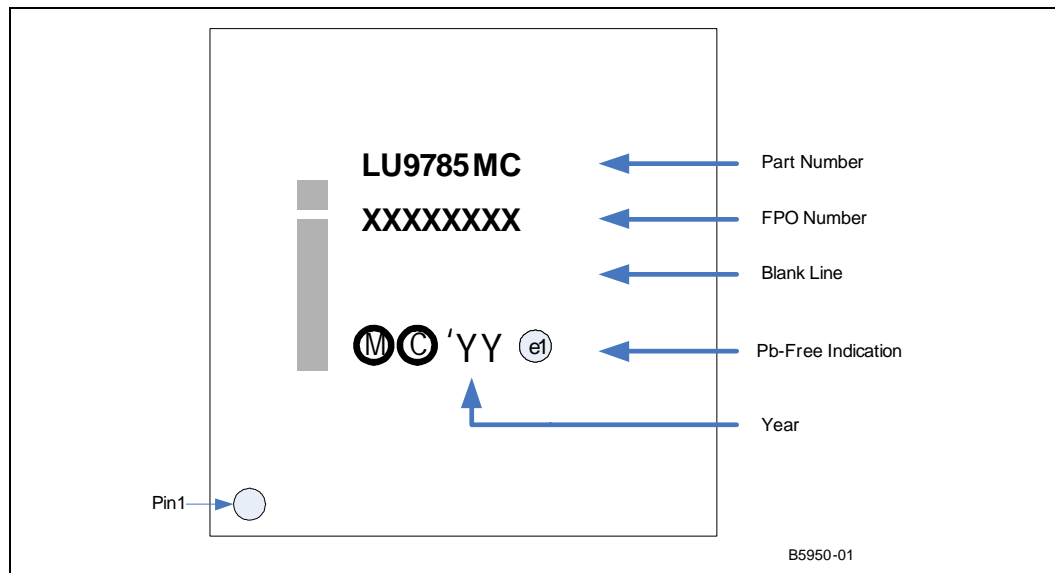 LU9785MC
Part Number
XXXXXXXX
FPO Number
Blank Line
M C 'YY e1
Pb-Free Indication
Year
Pin1
B5950-01